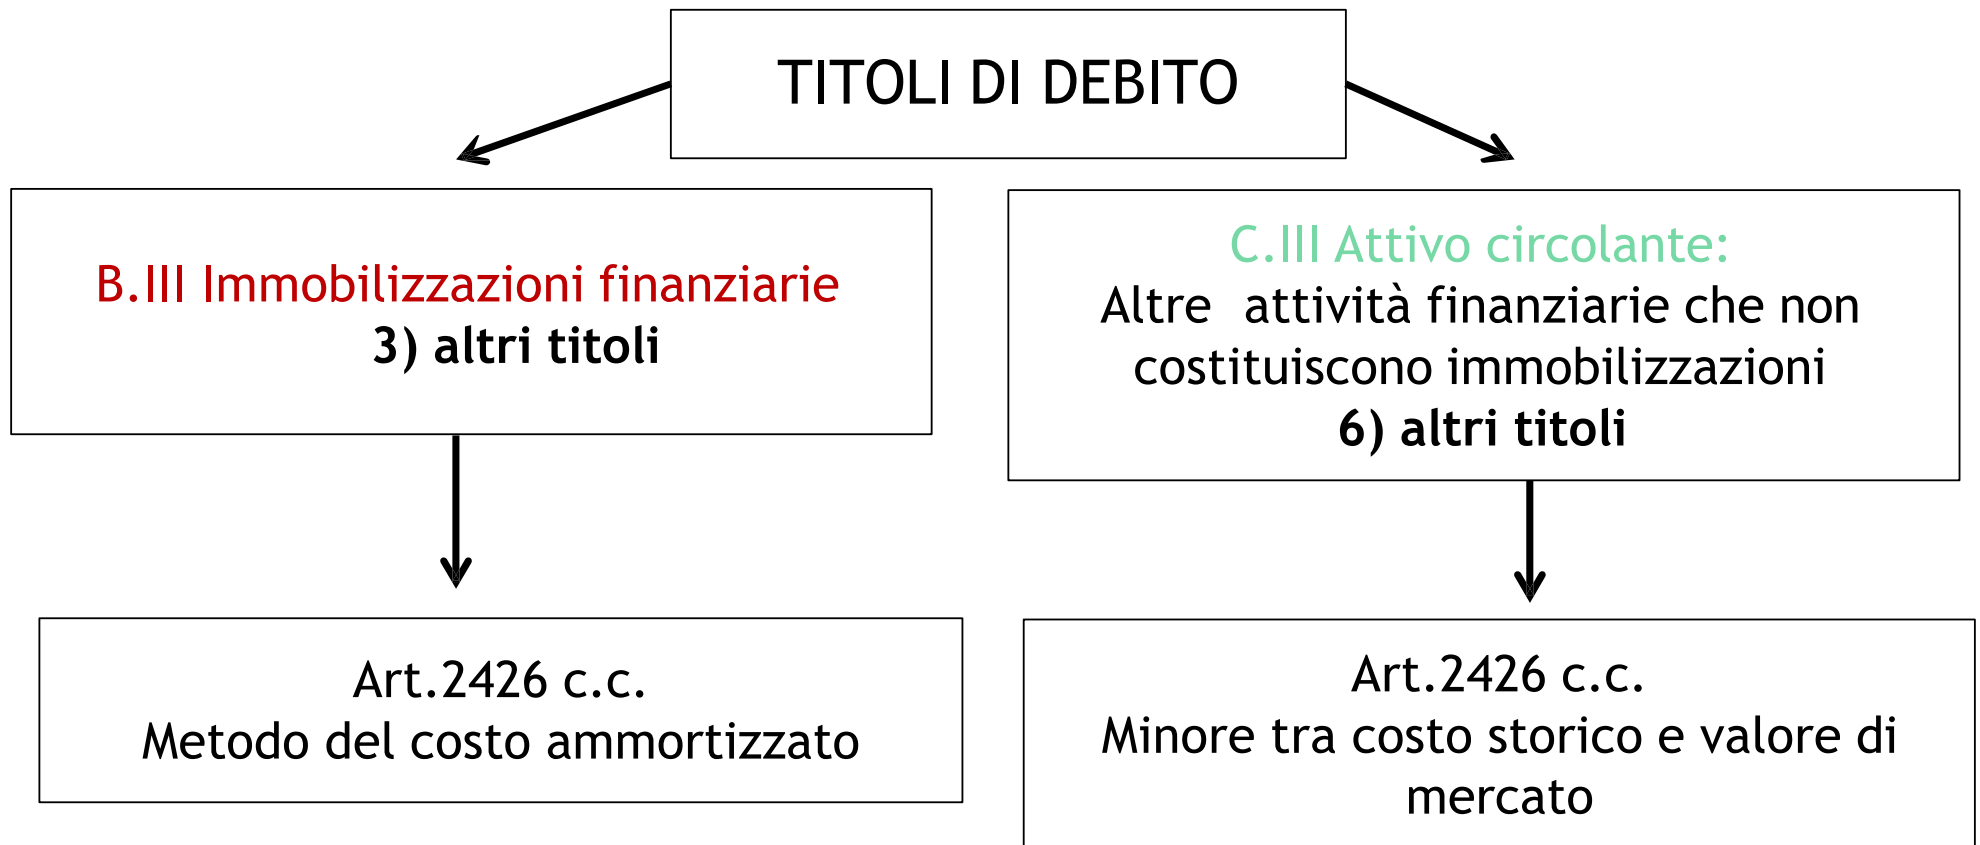 TITOLI DI DEBITO
B.III Immobilizzazioni finanziarie
3) altri titoli
C.III Attivo circolante:
Altre attività finanziarie che non
costituiscono immobilizzazioni
6) altri titoli
Art.2426 c.c.
Metodo del costo ammortizzato
Art.2426 c.c.
Minore tra costo storico e valore di
mercato